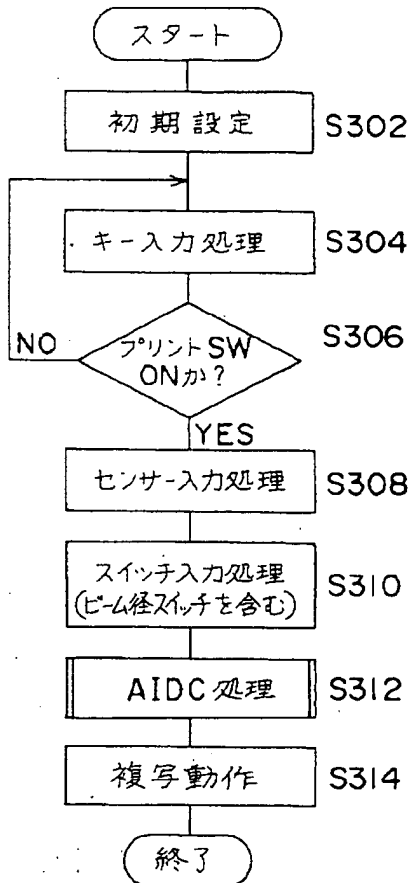 スタート
初期設定 S302
キー入力処理 S304
プリントSW S306
ONか?
NO
YES
センサー入力処理 S308
スイッチ入力処理 S310
(ビーム径スイッチを含む)
AIDC処理 S312
複写動作 S314
終了